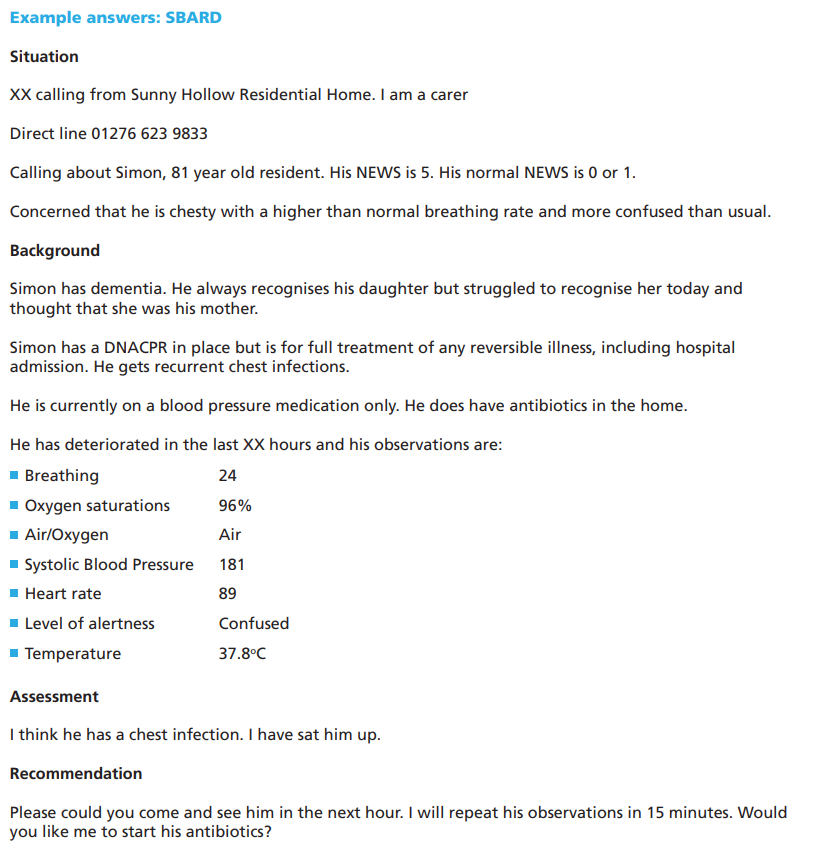 Example answers: SBARD
Situation
XX calling from Sunny Hollow Residential Home. I am a carer
Direct line 01276 623 9833
Calling about Simon, 81 year old resident. His NEWS is 5. His normal NEWS is 0 or 1.
Concerned that he is chesty with a higher than normal breathing rate and more confused than usual.
Background
Simon has dementia. He always recognises his daughter but struggled to recognise her today and
thought that she was his mother.
Simon has a DNACPR in place but is for full treatment of any reversible illness, including hospital
admission. He gets recurrent chest infections.
He is currently on a blood pressure medication only. He does have antibiotics in the home.
He has deteriorated in the last XX hours and his observations are:
Breathing 24
Oxygen saturations 96%
Air/Oxygen Air
Systolic Blood Pressure 181
Heart rate 89
Level of alertness Confused
Temperature 37.8ºC
Assessment
I think he has a chest infection. I have sat him up.
Recommendation
Please could you come and see him in the next hour. I will repeat his observations in 15 minutes. Would
you like me to start his antibiotics?